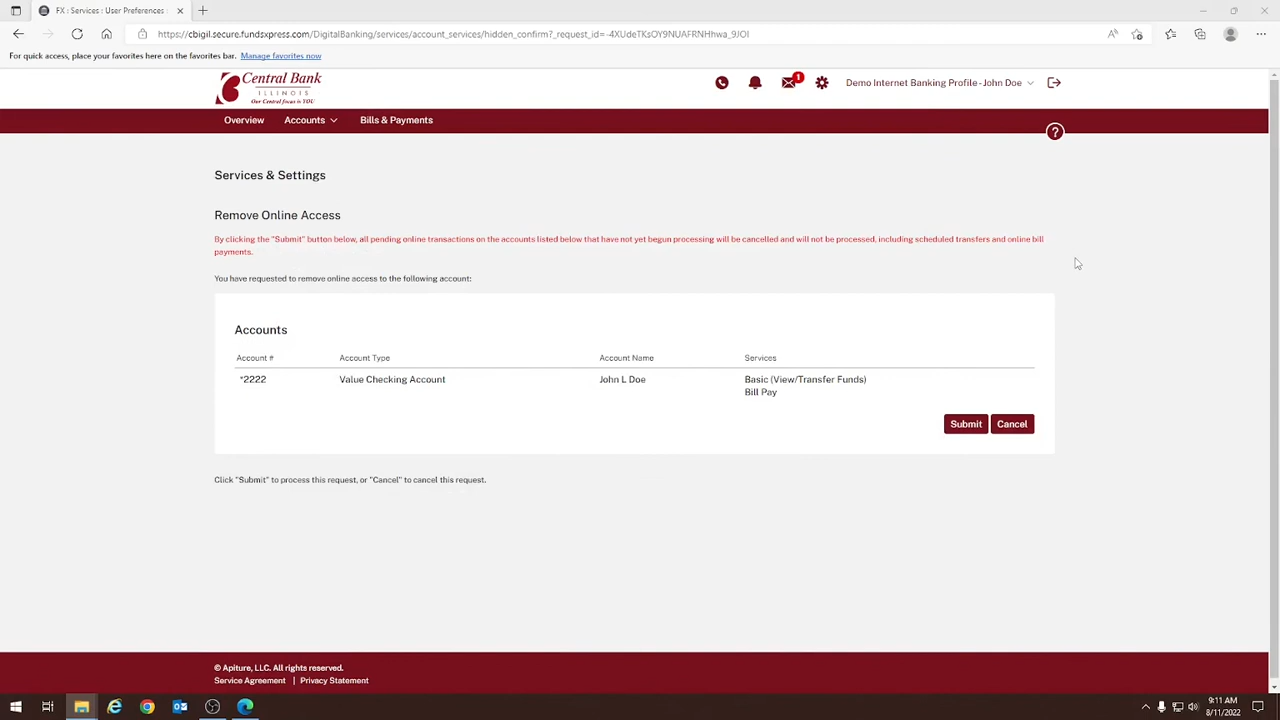 FX : Services : User Preferences
https://cbigil.secure.fundsxpress.com/DigitalBanking/services/account_services/hidden_confirm?_request_id=-4XUdeTKsOY9NUAFRNHhwa_9JOI
For quick access, place your favorites here on the favorites bar. Manage favorites now
Central Bank
ILLINOIS
Our Central focus is YOU
1
Demo Internet Banking Profile - John Doe
Overview Accounts Bills & Payments
?
Services & Settings
Remove Online Access
By clicking the "Submit" button below, all pending online transactions on the accounts listed below that have not yet begun processing will be cancelled and will not be processed, including scheduled transfers and online bill
payments.
You have requested to remove online access to the following account:
Accounts
Account # Account Type Account Name Services
*2222 Value Checking Account John L Doe Basic (View/Transfer Funds)
Bill Pay
Submit Cancel
Click "Submit" to process this request, or "Cancel" to cancel this request.
© Apiture, LLC. All rights reserved.
Service Agreement | Privacy Statement
9:11 AM
8/11/2022